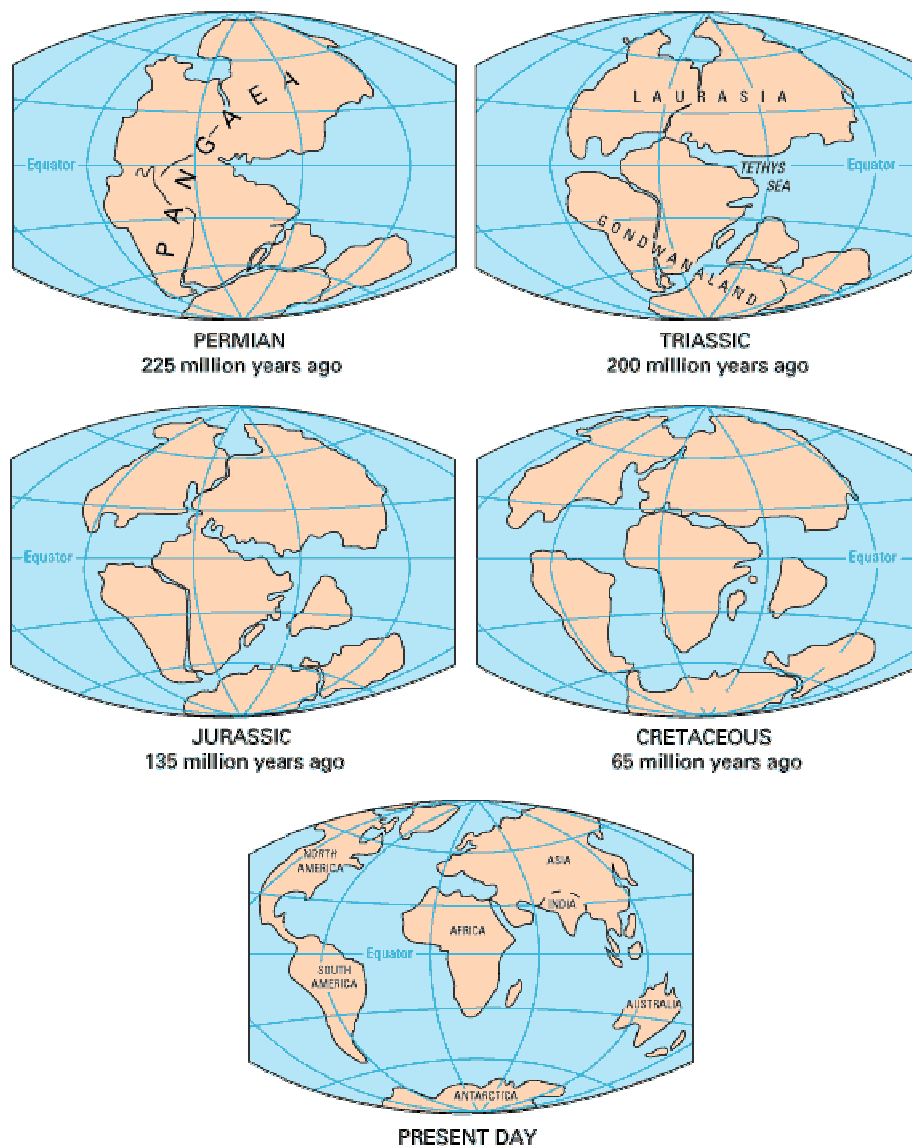 PANGAEA
Equator
PERMIAN
225 million years ago
LAURASIA
TETHYS
SEA
Equator
GONDWANALAND
TRIASSIC
200 million years ago
Equator
JURASSIC
135 million years ago
Equator
CRETACEOUS
65 million years ago
NORTH
AMERICA
ASIA
INDIA
AFRICA
Equator
SOUTH
AMERICA
AUSTRALIA
ANTARCTICA
PRESENT DAY